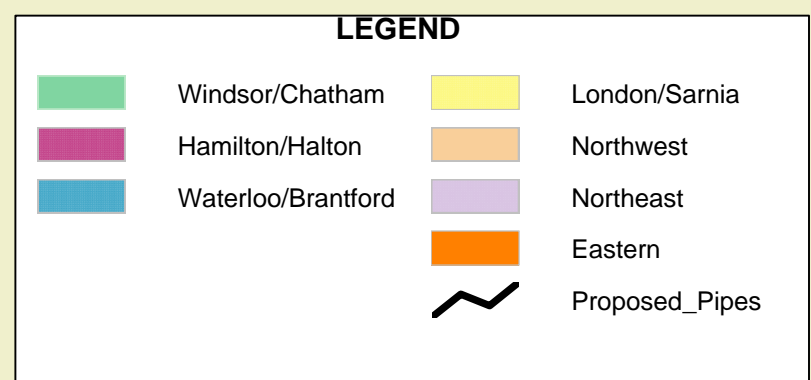 LEGEND
Windsor/Chatham
Hamilton/Halton
Waterloo/Brantford
London/Sarnia
Northwest
Northeast
Eastern
Proposed_Pipes